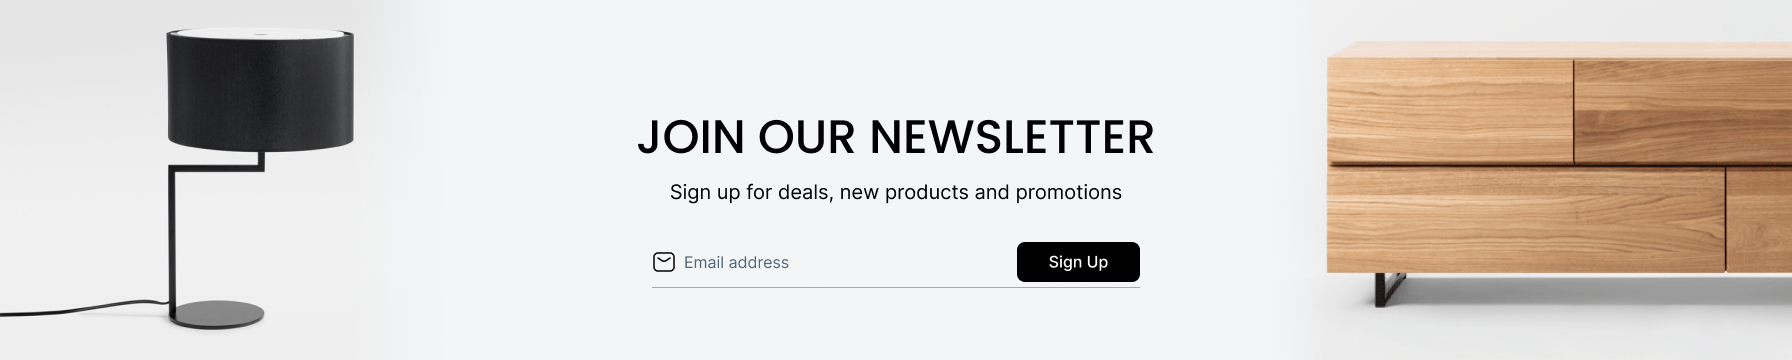 JOIN OUR NEWSLETTER
Sign up for deals, new products and promotions
Email address
Sign Up